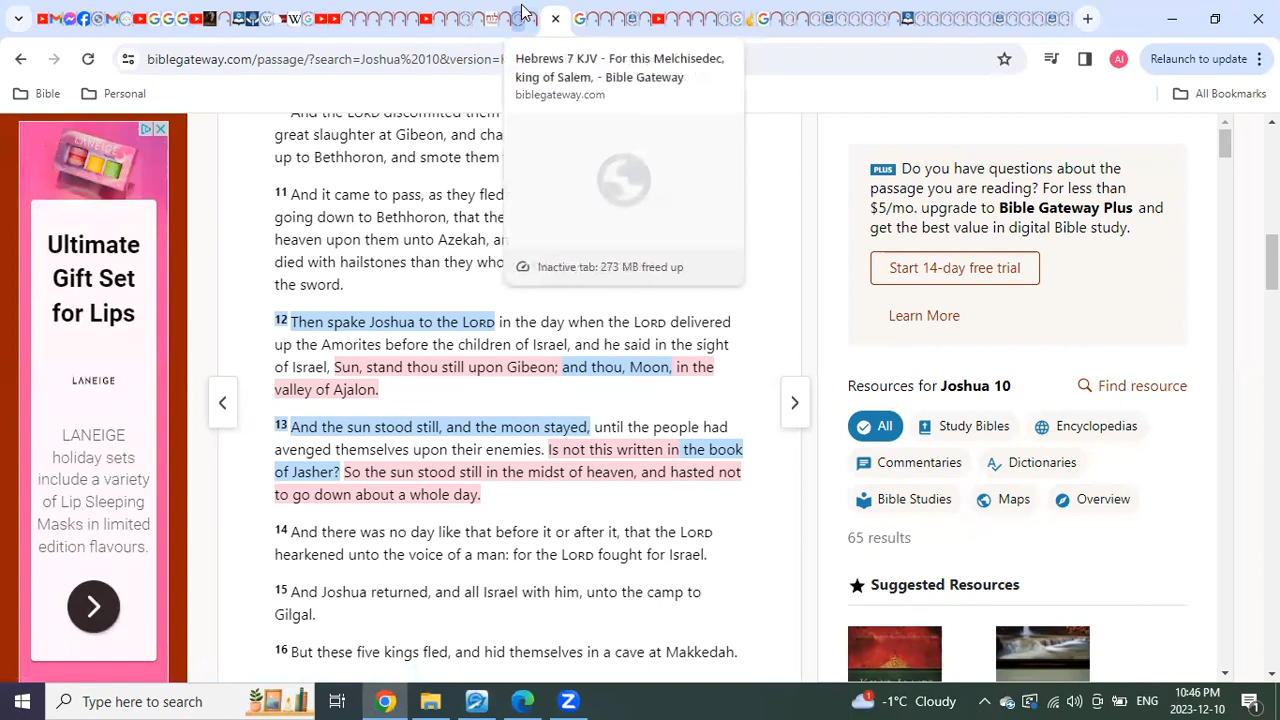 biblegateway.com/passage/?search=Joshua%2010&version=
AI
Relaunch to update
Bible
Personal
All Bookmarks
Hebrews 7 KJV - For this Melchisedec,
king of Salem, - Bible Gateway
biblegateway.com
Inactive tab: 273 MB freed up
LANEIGE
Ultimate
Gift Set
for Lips
LANEIGE
LANEIGE
holiday sets
include a variety
of Lip Sleeping
Masks in limited
edition flavours.
And the LORD discomfited them
great slaughter at Gibeon, and cha
up to Bethhoron, and smote them
11 And it came to pass, as they fled
going down to Bethhoron, that the
heaven upon them unto Azekah, an
died with hailstones than they who
the sword.
12 Then spake Joshua to the LORD in the day when the LORD delivered
up the Amorites before the children of Israel, and he said in the sight
of Israel, Sun, stand thou still upon Gibeon; and thou, Moon, in the
valley of Ajalon.
13 And the sun stood still, and the moon stayed, until the people had
avenged themselves upon their enemies. Is not this written in the book
of Jasher? So the sun stood still in the midst of heaven, and hasted not
to go down about a whole day.
14 And there was no day like that before it or after it, that the LORD
hearkened unto the voice of a man: for the LORD fought for Israel.
15 And Joshua returned, and all Israel with him, unto the camp to
Gilgal.
16 But these five kings fled, and hid themselves in a cave at Makkedah.
PLUS Do you have questions about the
passage you are reading? For less than
$5/mo. upgrade to Bible Gateway Plus and
get the best value in digital Bible study.
Start 14-day free trial
Learn More
Resources for Joshua 10
Find resource
All
Study Bibles
Encyclopedias
Commentaries
Dictionaries
Bible Studies
Maps
Overview
65 results
Suggested Resources
Type here to search
1
-1°C Cloudy
ENG
10:46 PM
2023-12-10
1